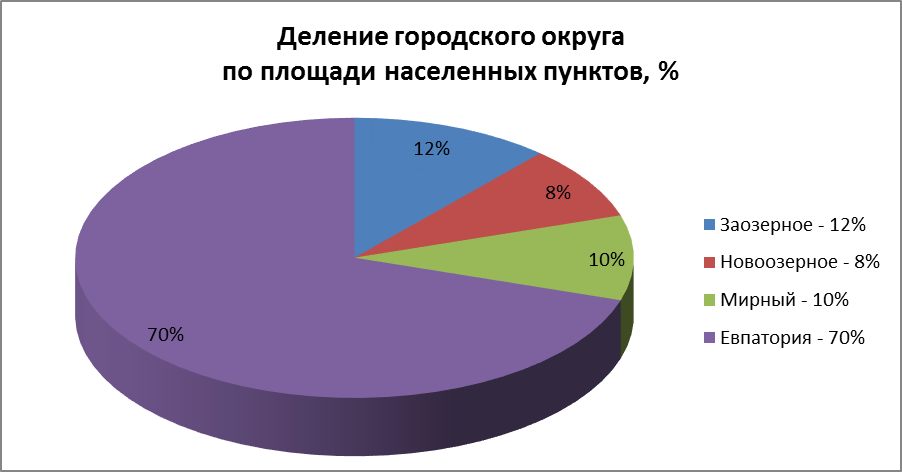 Деление городского округа
по площади населенных пунктов, %
12%
8%
10%
70%
Заозерное - 12%
Новоозерное - 8%
Мирный - 10%
Евпатория - 70%